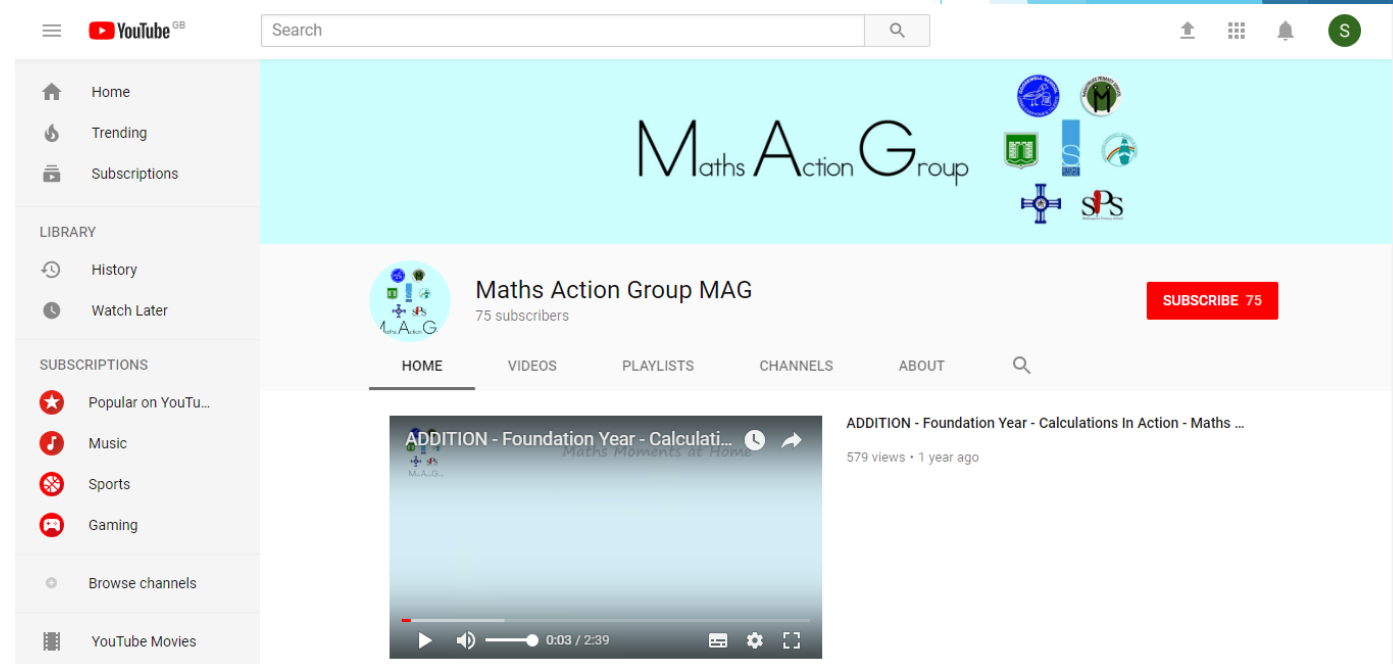 YouTube GB
Search
S
Home
Trending
Subscriptions
LIBRARY
History
Watch Later
SUBSCRIPTIONS
Popular on YouTu...
Music
Sports
Gaming
Browse channels
YouTube Movies
Maths Action Group
SPS
Maths Action Group MAG
75 subscribers
SUBSCRIBE 75
HOME VIDEOS PLAYLISTS CHANNELS ABOUT
ADDITION - Foundation Year - Calculati...
Maths Moments at Home
0:03 / 2:39
ADDITION - Foundation Year - Calculations In Action - Maths ...
579 views • 1 year ago